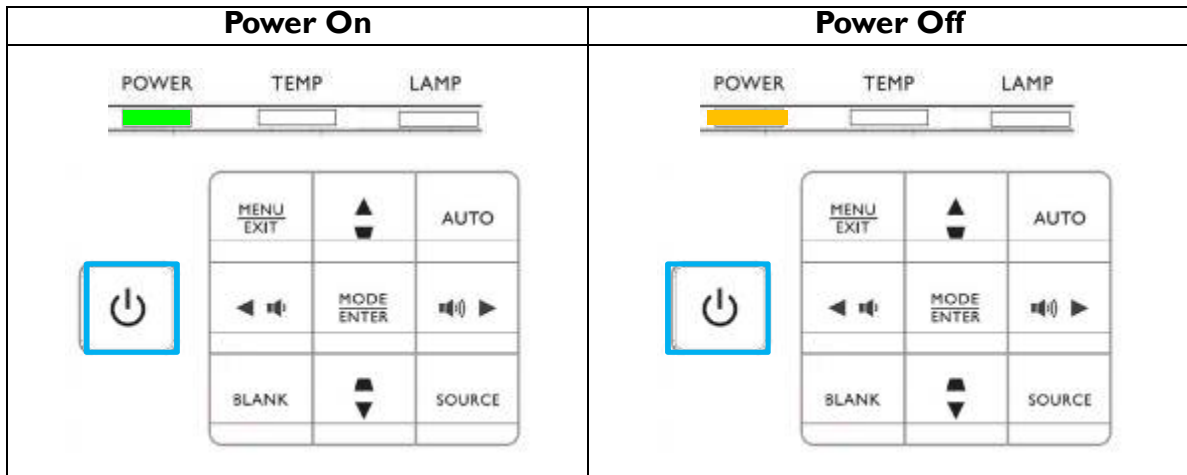 Power On Power Off
POWER TEMP LAMP POWER TEMP LAMP
MENU AUTO MENU AUTO
EXIT EXIT
MODE MODE
ENTER ENTER
BLANK SOURCE BLANK SOURCE